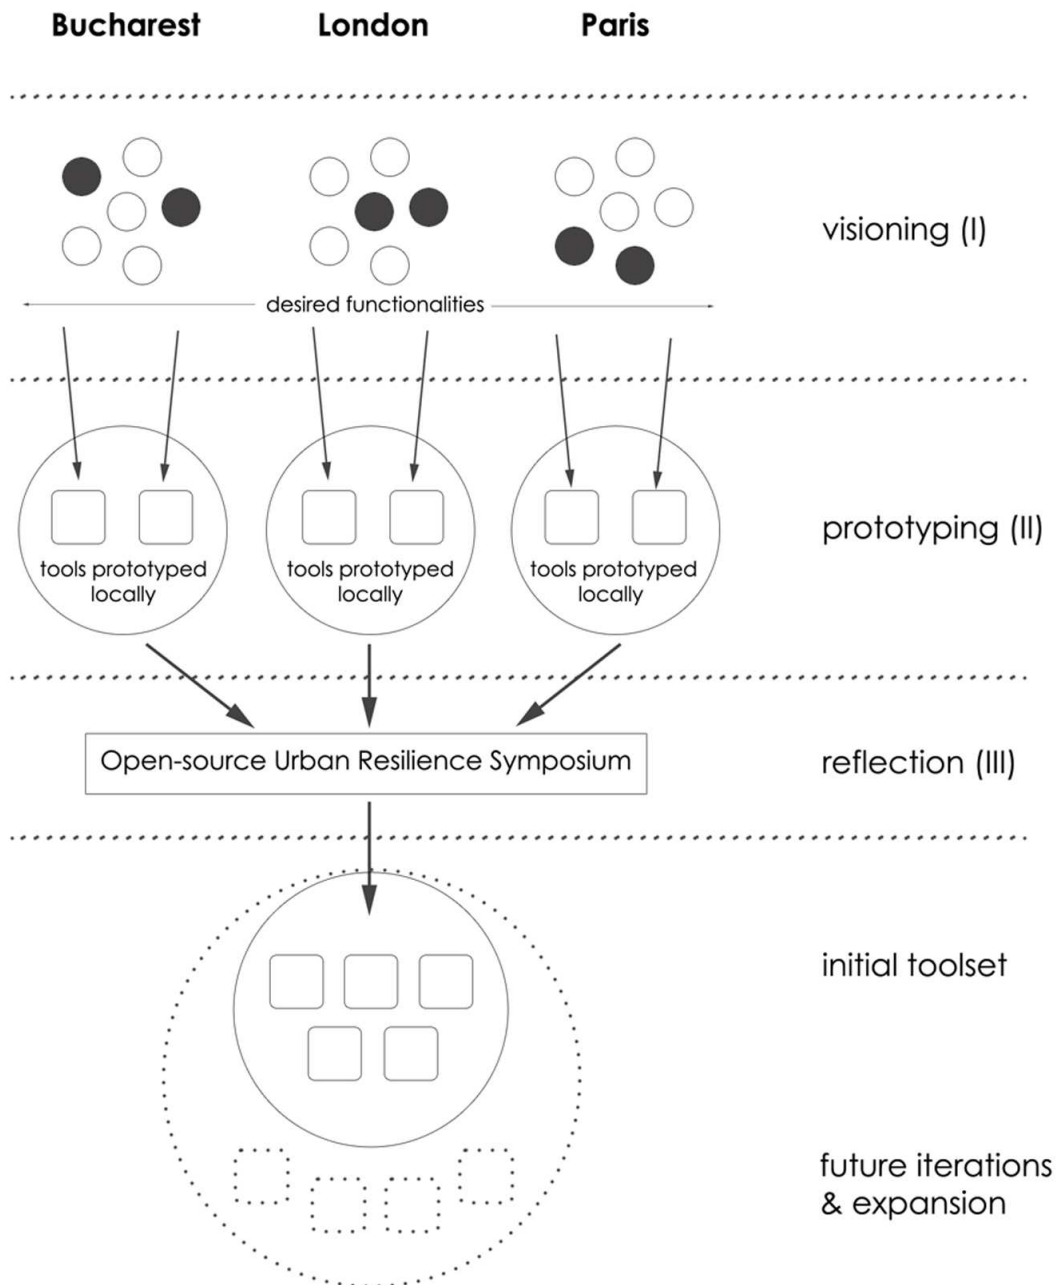 Bucharest London Paris
visioning (I)
desired functionalities
tools prototyped
locally
tools prototyped
locally
tools prototyped
locally
prototyping (II)
Open-source Urban Resilience Symposium
reflection (III)
initial toolset
future iterations
& expansion